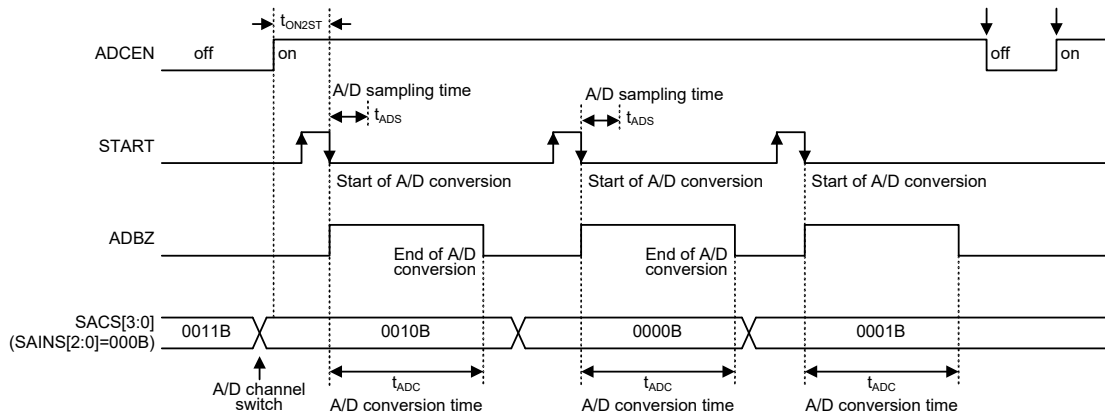 tON2ST
ADCEN
off
on
off
on
A/D sampling time
tADS
A/D sampling time
tADS
START
Start of A/D conversion
Start of A/D conversion
Start of A/D conversion
ADBZ
End of A/D
conversion
End of A/D
conversion
SACS[3:0]
(SAINS[2:0]=000B)
0011B
0010B
0000B
0001B
A/D channel
switch
tADC
A/D conversion time
tADC
A/D conversion time
tADC
A/D conversion time